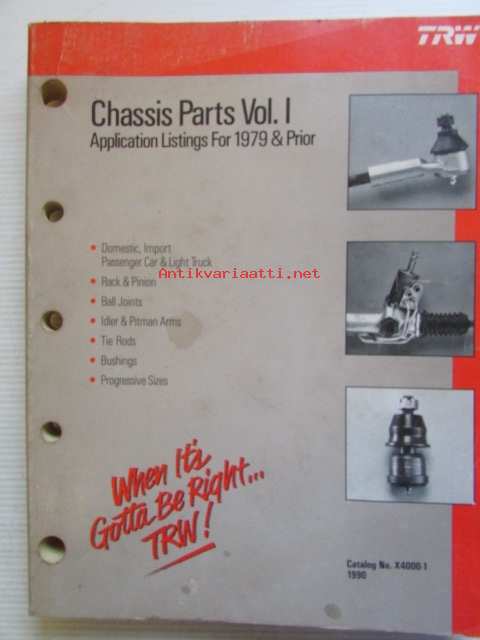 TRW
Chassis Parts Vol. I
Application Listings For 1979 & Prior
• Domestic, Import
Passenger Car & Light Truck
Antikvariaatti.net
• Rack & Pinion
• Ball Joints
• Idler & Pitman Arms
• Tie Rods
• Bushings
• Progressive Sizes
When It's
Gotta Be Right...
TRW!
Catalog No. X4000-1
1990